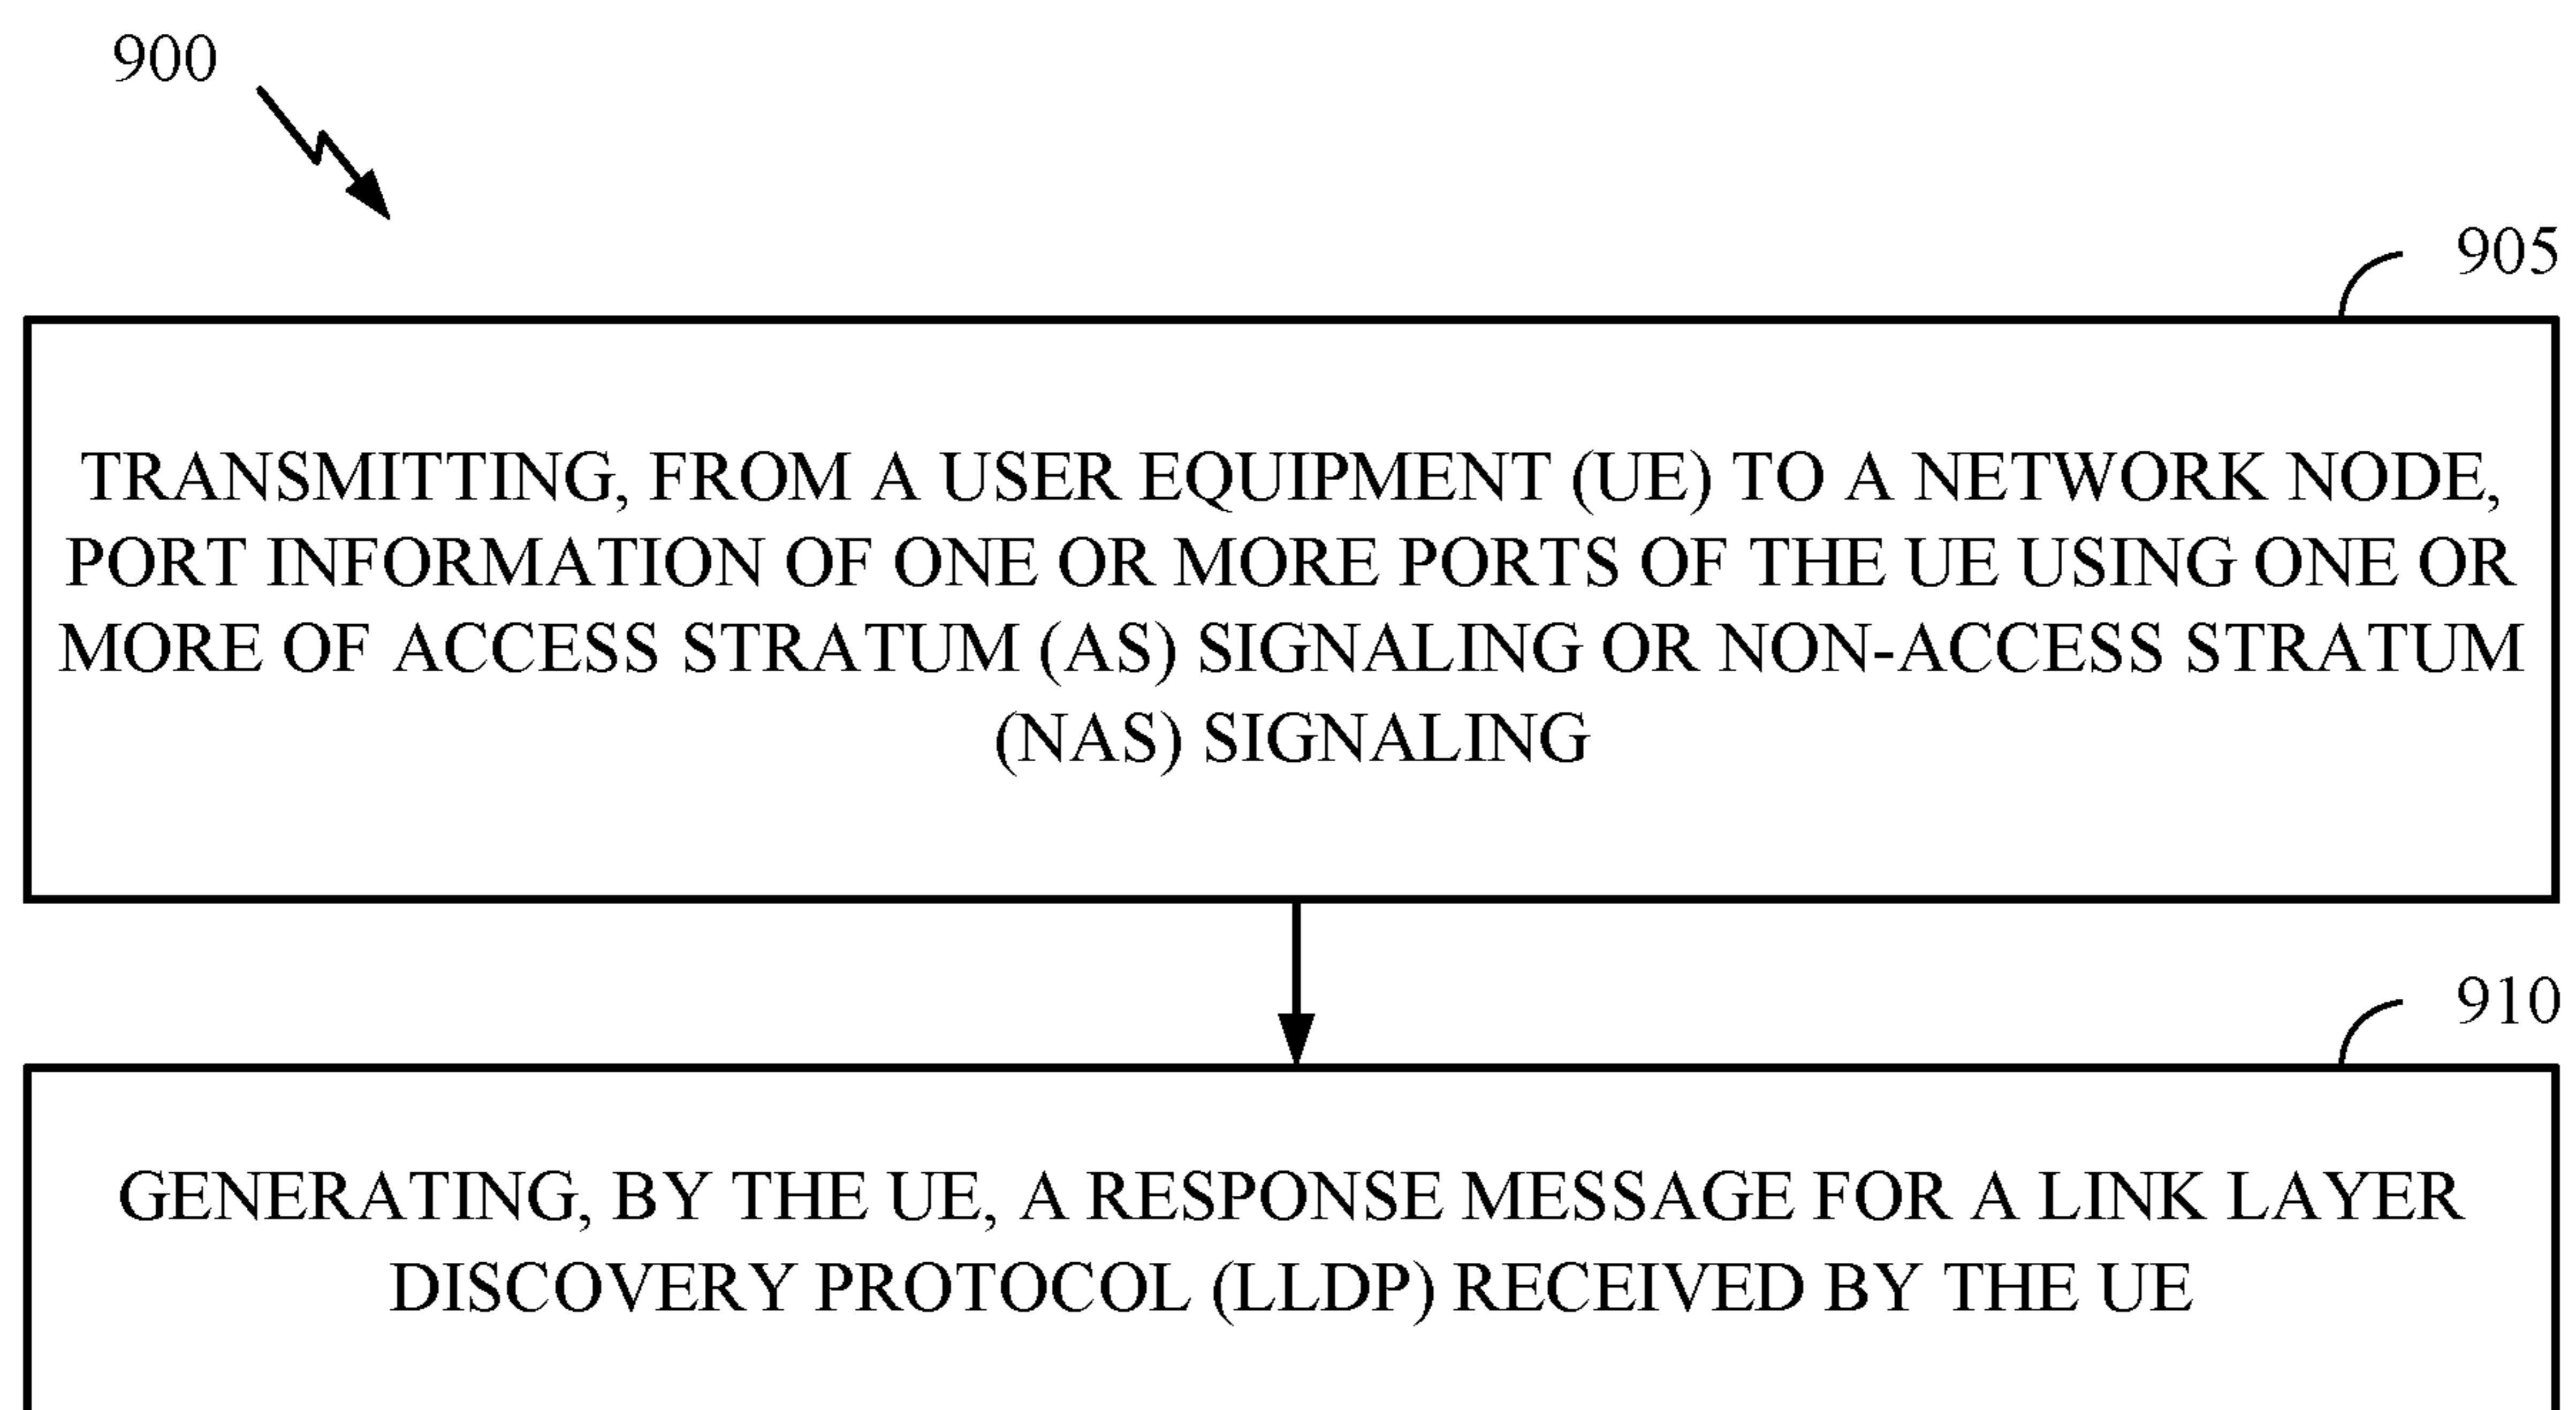 900
905
TRANSMITTING, FROM A USER EQUIPMENT (UE) TO A NETWORK NODE,
PORT INFORMATION OF ONE OR MORE PORTS OF THE UE USING ONE OR
MORE OF ACCESS STRATUM (AS) SIGNALING OR NON-ACCESS STRATUM
(NAS) SIGNALING
910
GENERATING, BY THE UE, A RESPONSE MESSAGE FOR A LINK LAYER
DISCOVERY PROTOCOL (LLDP) RECEIVED BY THE UE